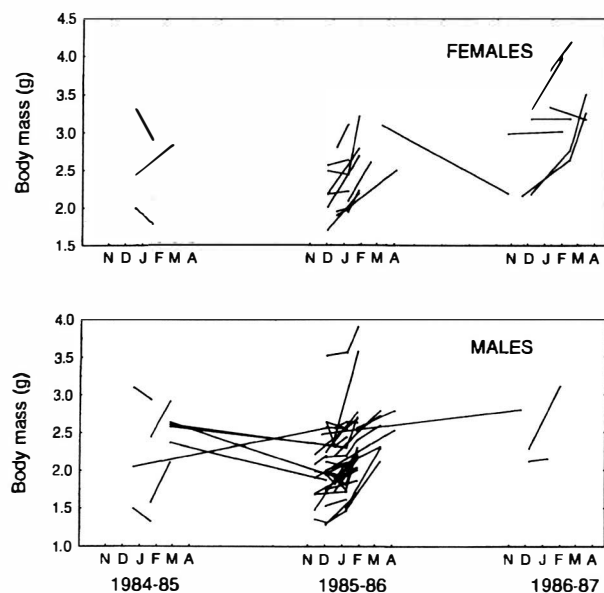 4.5
FEMALES
4.0
3.5
Body mass (g)
3.0
2.5
2.0
1.5
N D J F M A N D J F M A N D J F M A
4.0
MALES
3.5
3.0
Body mass (g)
2.5
2.0
1.5
1.0
N D J F M A N D J F M A N D J F M A
1984-85 1985-86 1986-87